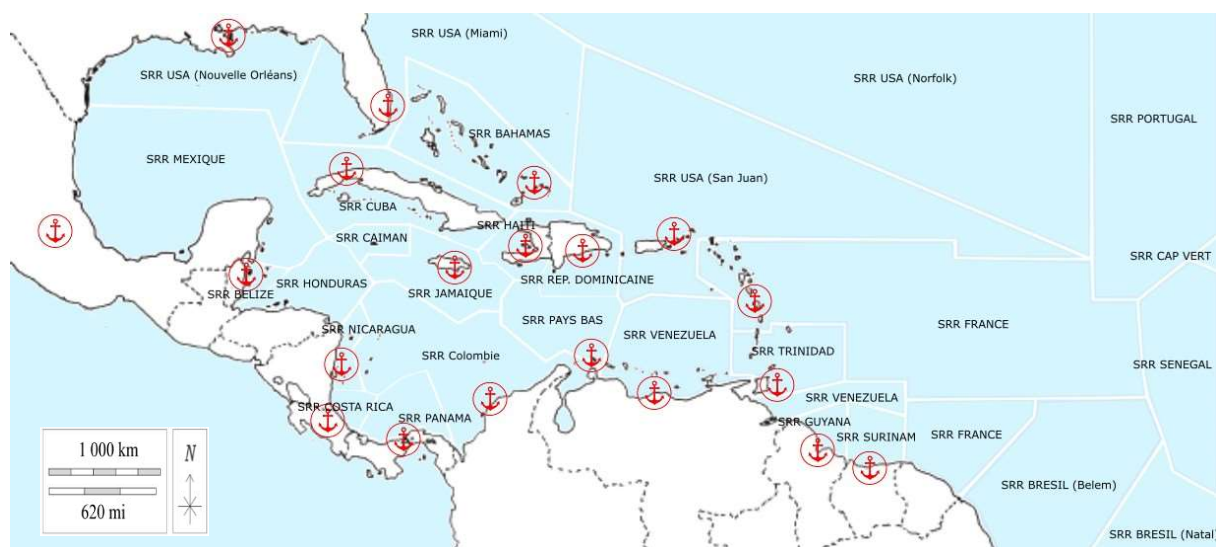 SRR USA (Miami)
SRR USA (Nouvelle Orléans)
SRR USA (Norfolk)
SRR PORTUGAL
SRR BAHAMAS
SRR MEXIQUE
SRR USA (San Juan)
SRR CUBA
SRR HAITI
SRR CAIMAN
SRR CAP VERT
SRR REP. DOMINICAINE
SRR HONDURAS
SRR BELIZE
SRR JAMAIQUE
SRR PAYS BAS
SRR FRANCE
SRR NICARAGUA
SRR VENEZUELA
SRR Colombie
SRR TRINIDAD
SRR SENEGAL
SRR VENEZUELA
SRR COSTA RICA
SRR PANAMA
SRR GUYANA
SRR SURINAM
SRR FRANCE
1 000 km
N
620 mi
SRR BRESIL (Belem)
SRR BRESIL (Natal)